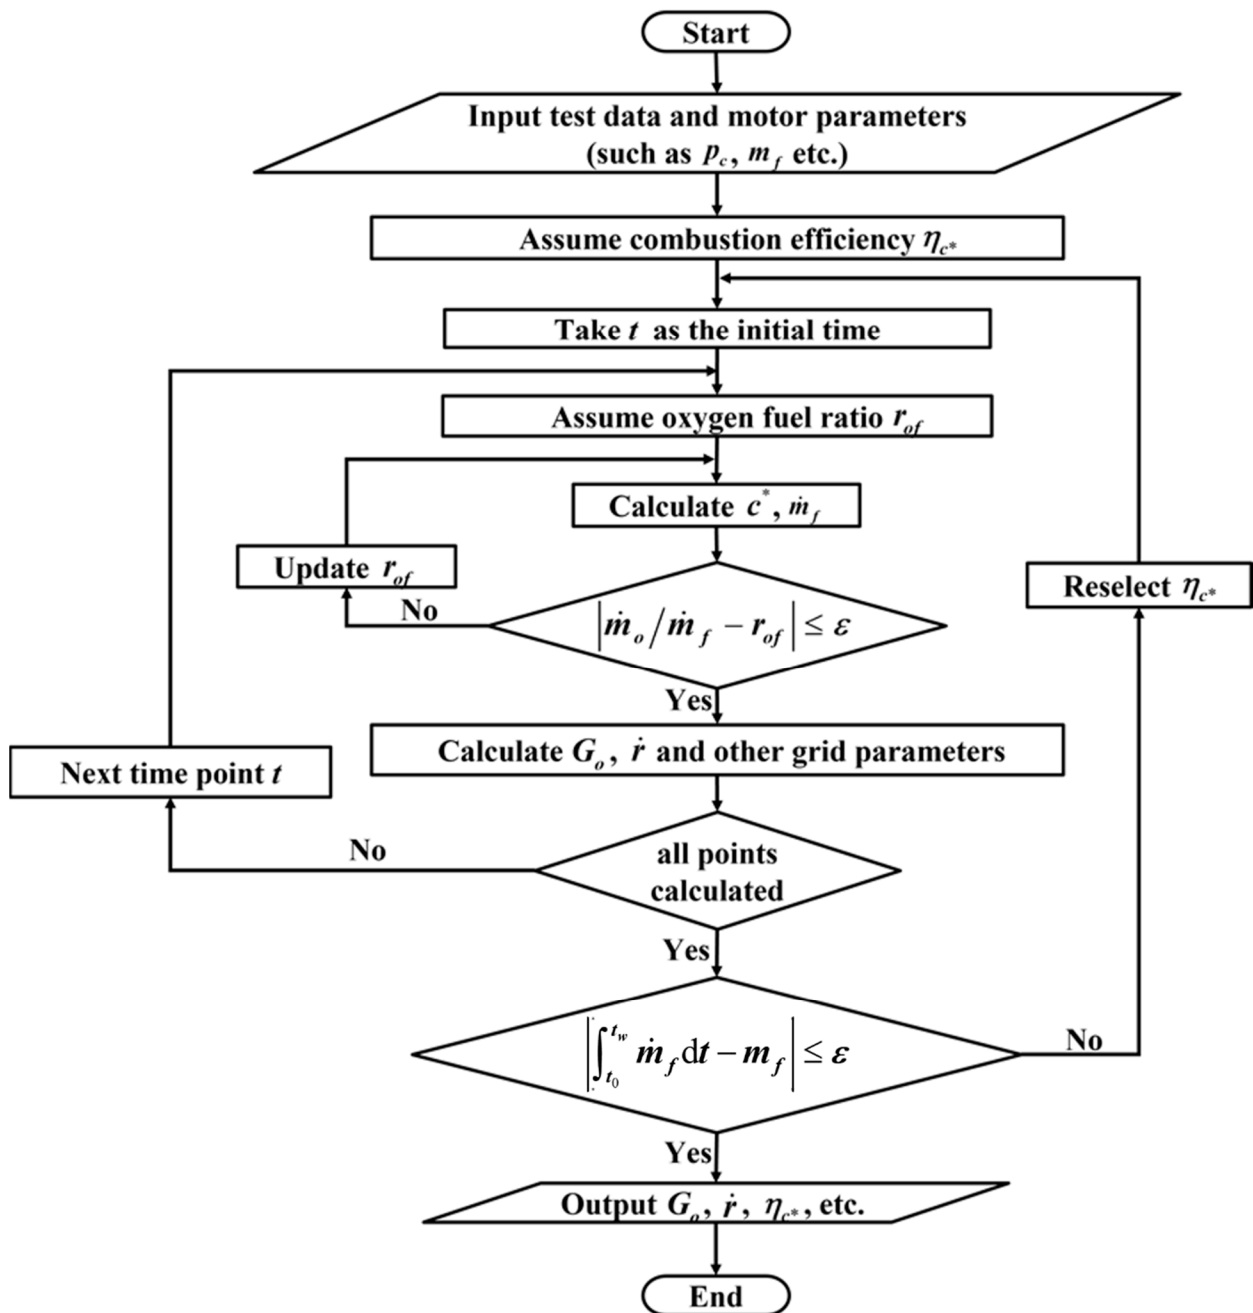 Start
Input test data and motor parameters
(such as p_c, m_f etc.)
Assume combustion efficiency η_c*
Take t as the initial time
Assume oxygen fuel ratio r_of
Calculate c*, ṁ_f
Update r_of
Reselect η_c*
No
|ṁ_o/ṁ_f − r_of| ≤ ε
Yes
Calculate G_o, ṙ and other grid parameters
Next time point t
No
all points
calculated
Yes
|∫_{t_0}^{t_w} ṁ_f dt − m_f| ≤ ε
No
Yes
Output G_o, ṙ, η_c*, etc.
End